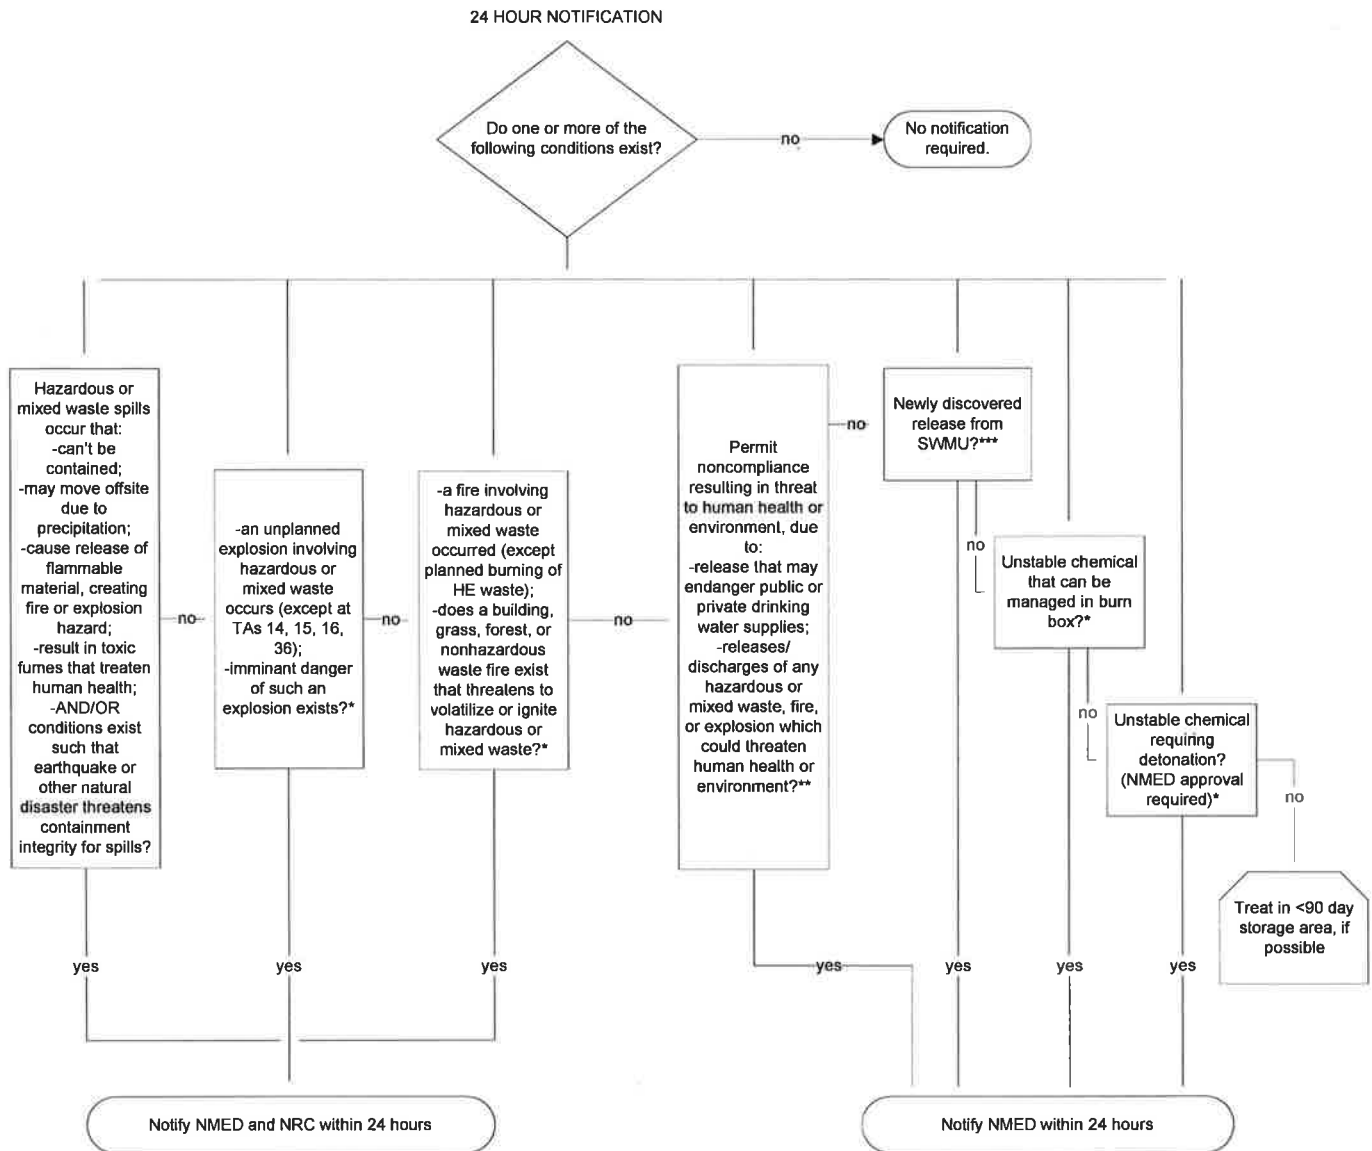 24 HOUR NOTIFICATION
Do one or more of the
following conditions exist?
no
No notification
required.
Hazardous or
mixed waste spills
occur that:
-can't be
contained;
-may move offsite
due to
precipitation;
-cause release of
flammable
material, creating
fire or explosion
hazard;
-result in toxic
fumes that treaten
human health;
-AND/OR
conditions exist
such that
earthquake or
other natural
disaster threatens
containment
integrity for spills?
no
-an unplanned
explosion involving
hazardous or
mixed waste
occurs (except at
TAs 14, 15, 16,
36);
-imminant danger
of such an
explosion exists?*
no
-a fire involving
hazardous or
mixed waste
occurred (except
planned burning of
HE waste);
-does a building,
grass, forest, or
nonhazardous
waste fire exist
that threatens to
volatilize or ignite
hazardous or
mixed waste?*
no
Permit
noncompliance
resulting in threat
to human health or
environment, due
to:
-release that may
endanger public or
private drinking
water supplies;
-releases/
discharges of any
hazardous or
mixed waste, fire,
or explosion which
could threaten
human health or
environment?**
no
Newly discovered
release from
SWMU?***
no
Unstable chemical
that can be
managed in burn
box?*
no
Unstable chemical
requiring
detonation?
(NMED approval
required)*
no
Treat in <90 day
storage area, if
possible
yes
yes
yes
yes
yes
yes
yes
Notify NMED and NRC within 24 hours
Notify NMED within 24 hours